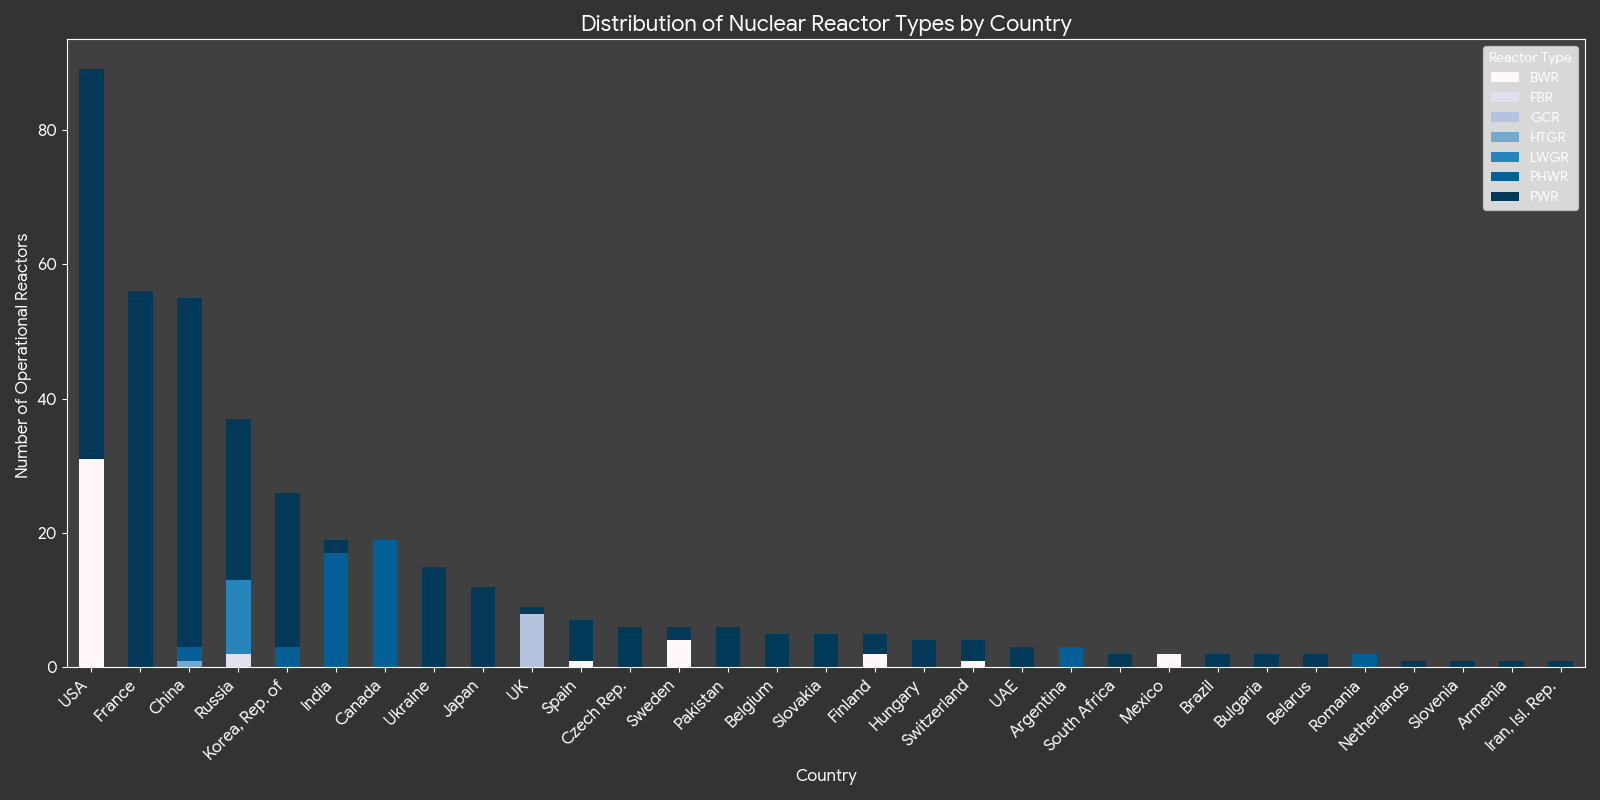 Distribution of Nuclear Reactor Types by Country
Reactor Type
BWR
FBR
GCR
HTGR
LWGR
PHWR
PWR
Number of Operational Reactors
80
60
40
20
0
USA
France
China
Russia
Korea, Rep. of
India
Canada
Ukraine
Japan
UK
Spain
Czech Rep.
Sweden
Pakistan
Belgium
Slovakia
Finland
Hungary
Switzerland
UAE
Argentina
South Africa
Mexico
Brazil
Bulgaria
Belarus
Romania
Netherlands
Slovenia
Armenia
Iran, Isl. Rep.
Country